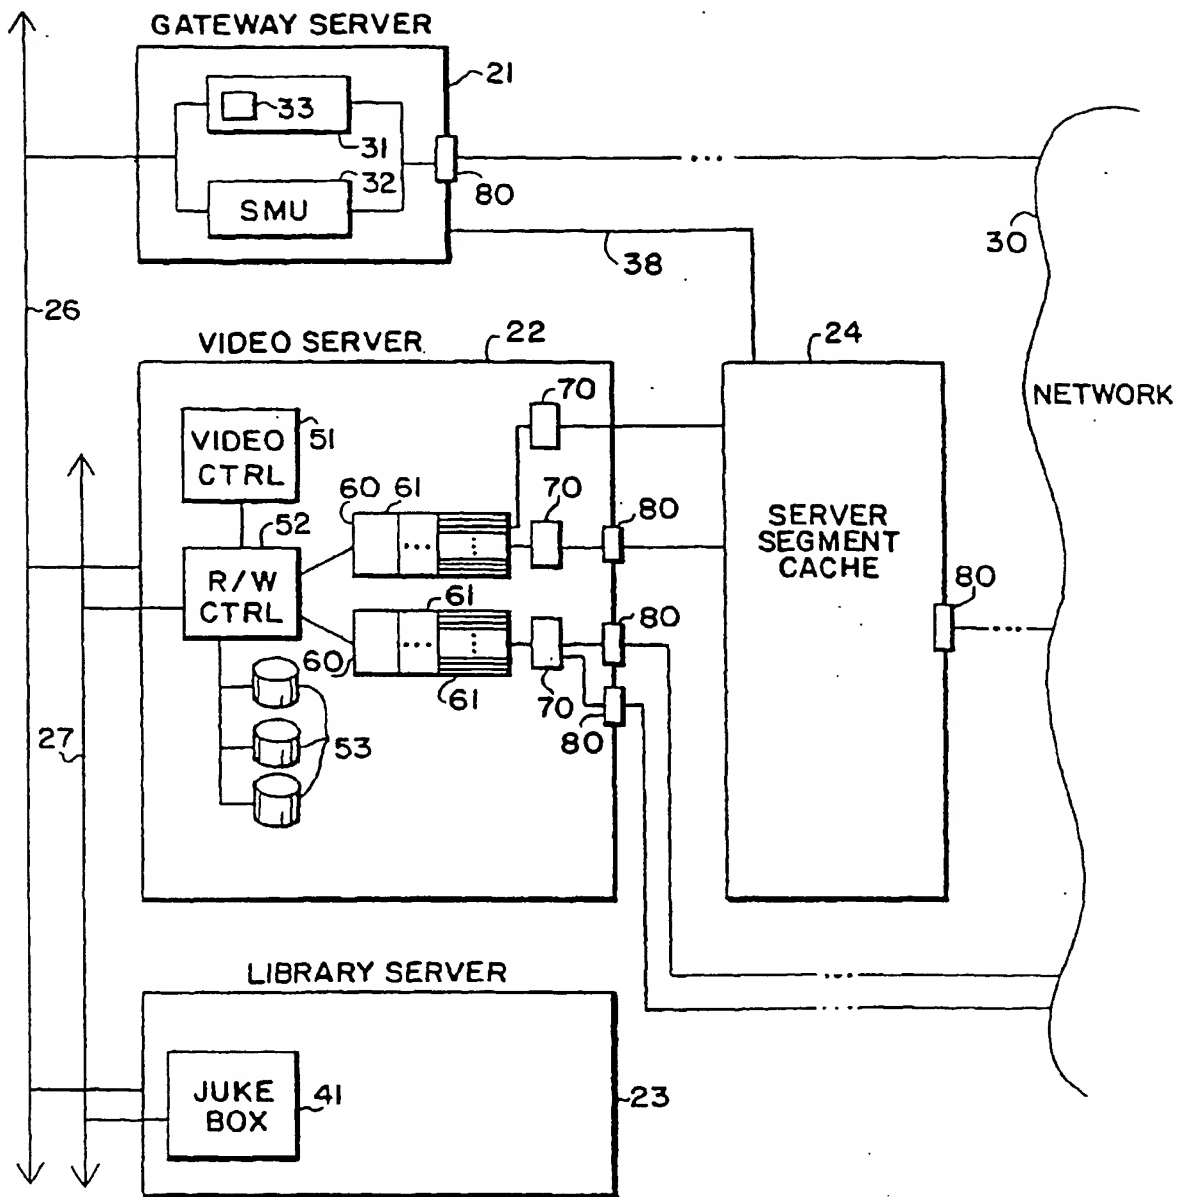 GATEWAY SERVER
21
33
31
32
SMU
80
30
38
26
VIDEO SERVER
22
24
70
NETWORK
VIDEO
CTRL
51
60
61
70
80
52
R/W
CTRL
SERVER
SEGMENT
CACHE
61
80
80
60
61
70
80
27
53
LIBRARY SERVER
JUKE
BOX
41
23